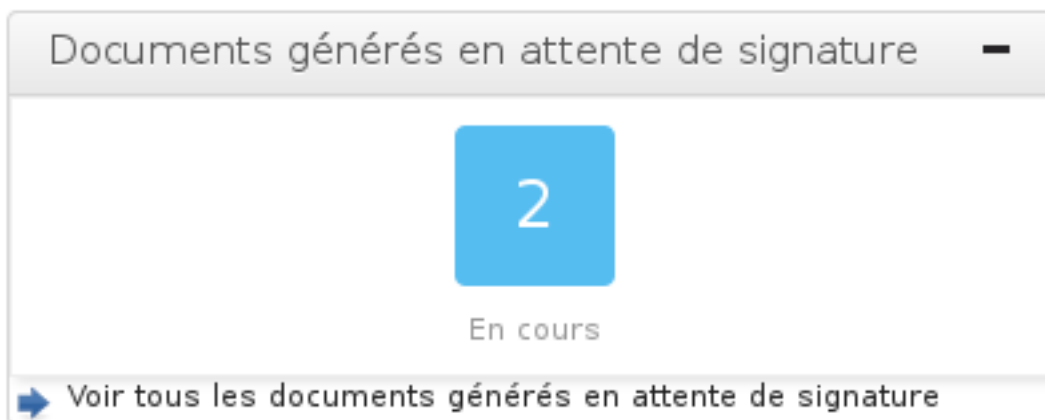 Documents générés en attente de signature
2
En cours
Voir tous les documents générés en attente de signature